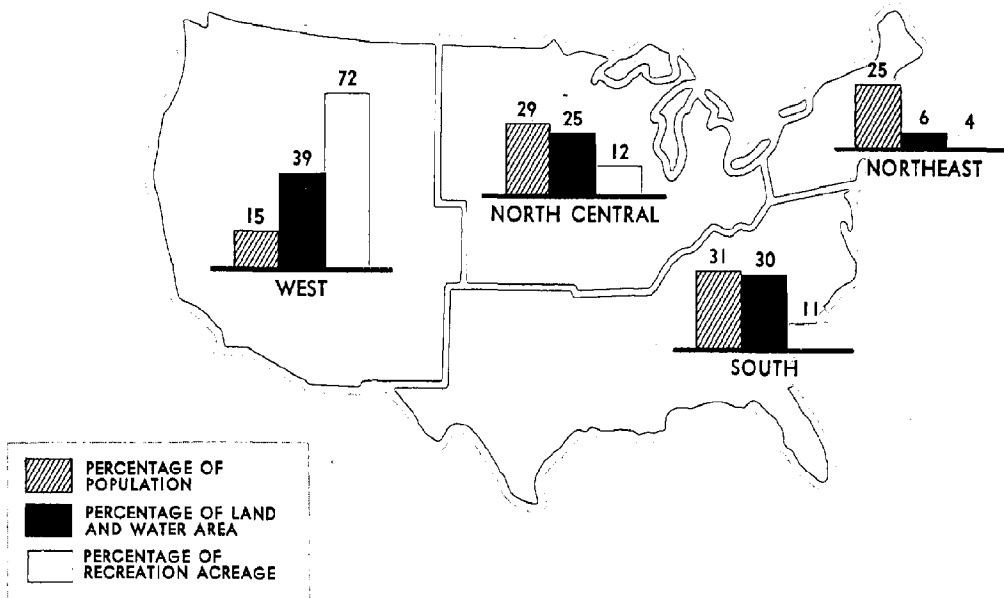 72
39
15
WEST
29
25
12
NORTH CENTRAL
25
6
4
NORTHEAST
31
30
11
SOUTH
PERCENTAGE OF
POPULATION
PERCENTAGE OF LAND
AND WATER AREA
PERCENTAGE OF
RECREATION ACREAGE